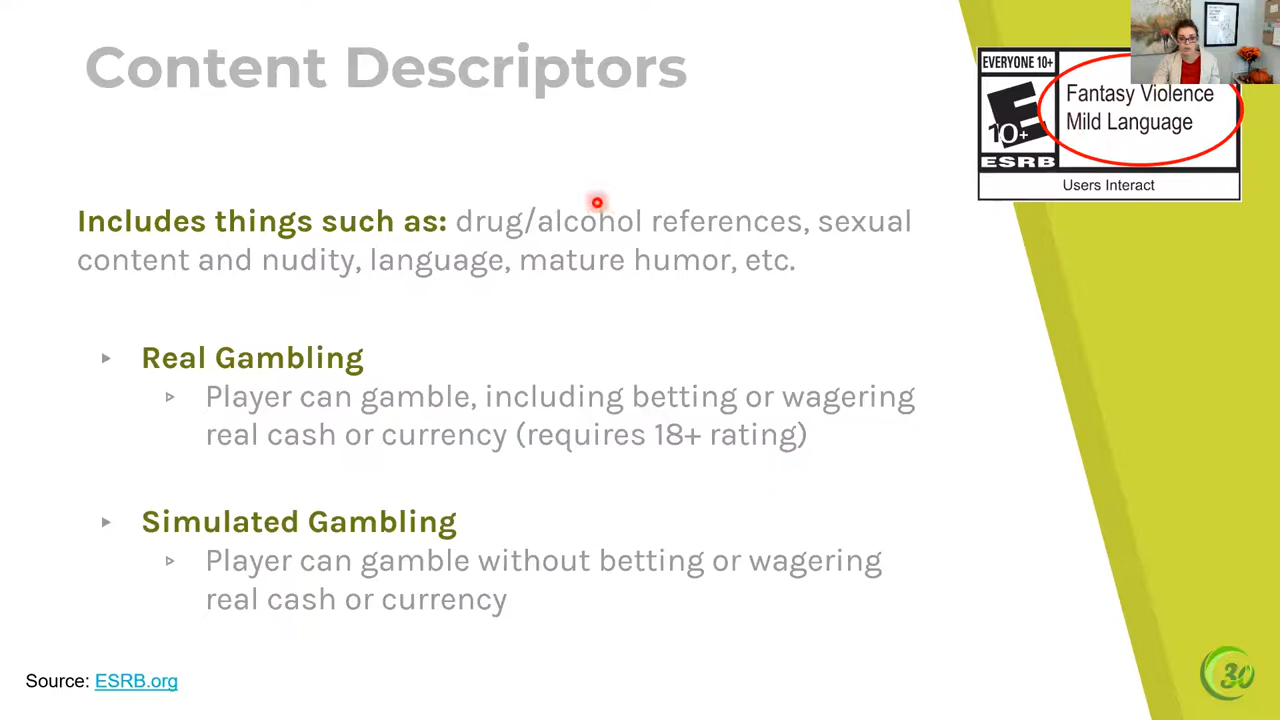 Content Descriptors
EVERYONE 10+
E
10+
ESRB
Fantasy Violence
Mild Language
Users Interact
Includes things such as: drug/alcohol references, sexual
content and nudity, language, mature humor, etc.
▸ Real Gambling
▹ Player can gamble, including betting or wagering
real cash or currency (requires 18+ rating)
▸ Simulated Gambling
▹ Player can gamble without betting or wagering
real cash or currency
Source: ESRB.org
30